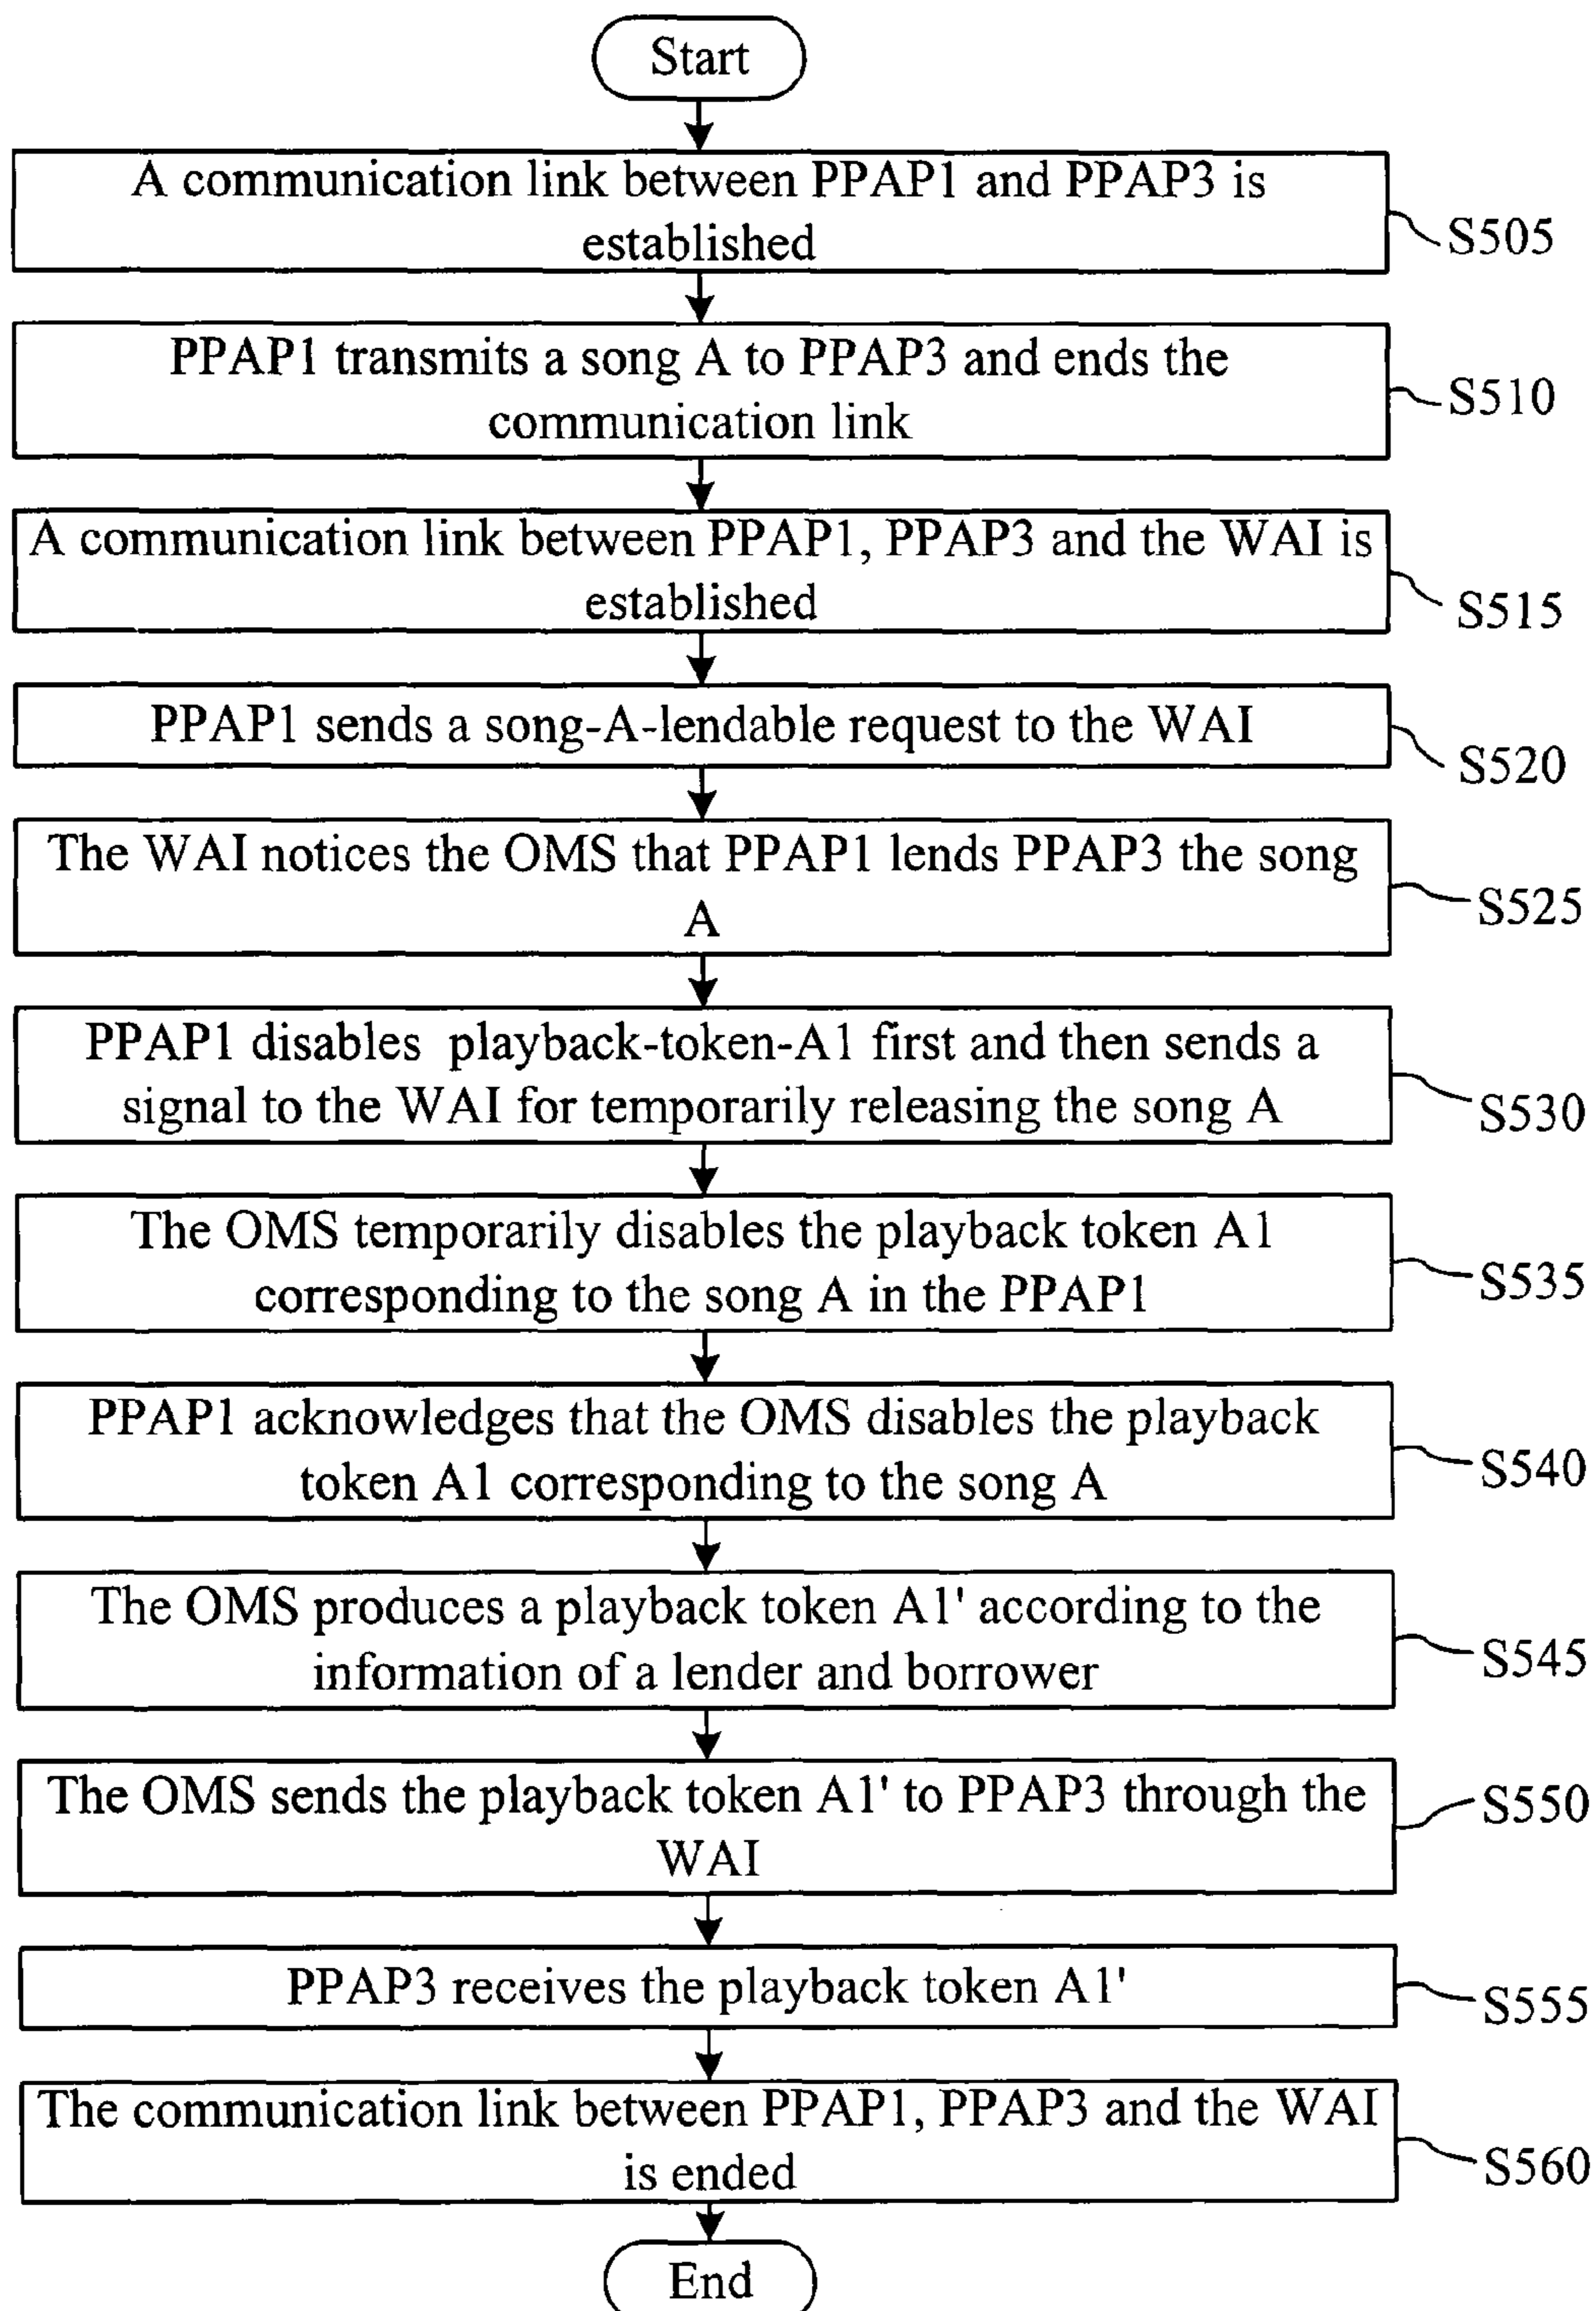 Start
A communication link between PPAP1 and PPAP3 is
established
S505
PPAP1 transmits a song A to PPAP3 and ends the
communication link
S510
A communication link between PPAP1, PPAP3 and the WAI is
established
S515
PPAP1 sends a song-A-lendable request to the WAI
S520
The WAI notices the OMS that PPAP1 lends PPAP3 the song
A
S525
PPAP1 disables playback-token-A1 first and then sends a
signal to the WAI for temporarily releasing the song A
S530
The OMS temporarily disables the playback token A1
corresponding to the song A in the PPAP1
S535
PPAP1 acknowledges that the OMS disables the playback
token A1 corresponding to the song A
S540
The OMS produces a playback token A1' according to the
information of a lender and borrower
S545
The OMS sends the playback token A1' to PPAP3 through the
WAI
S550
PPAP3 receives the playback token A1'
S555
The communication link between PPAP1, PPAP3 and the WAI
is ended
S560
End